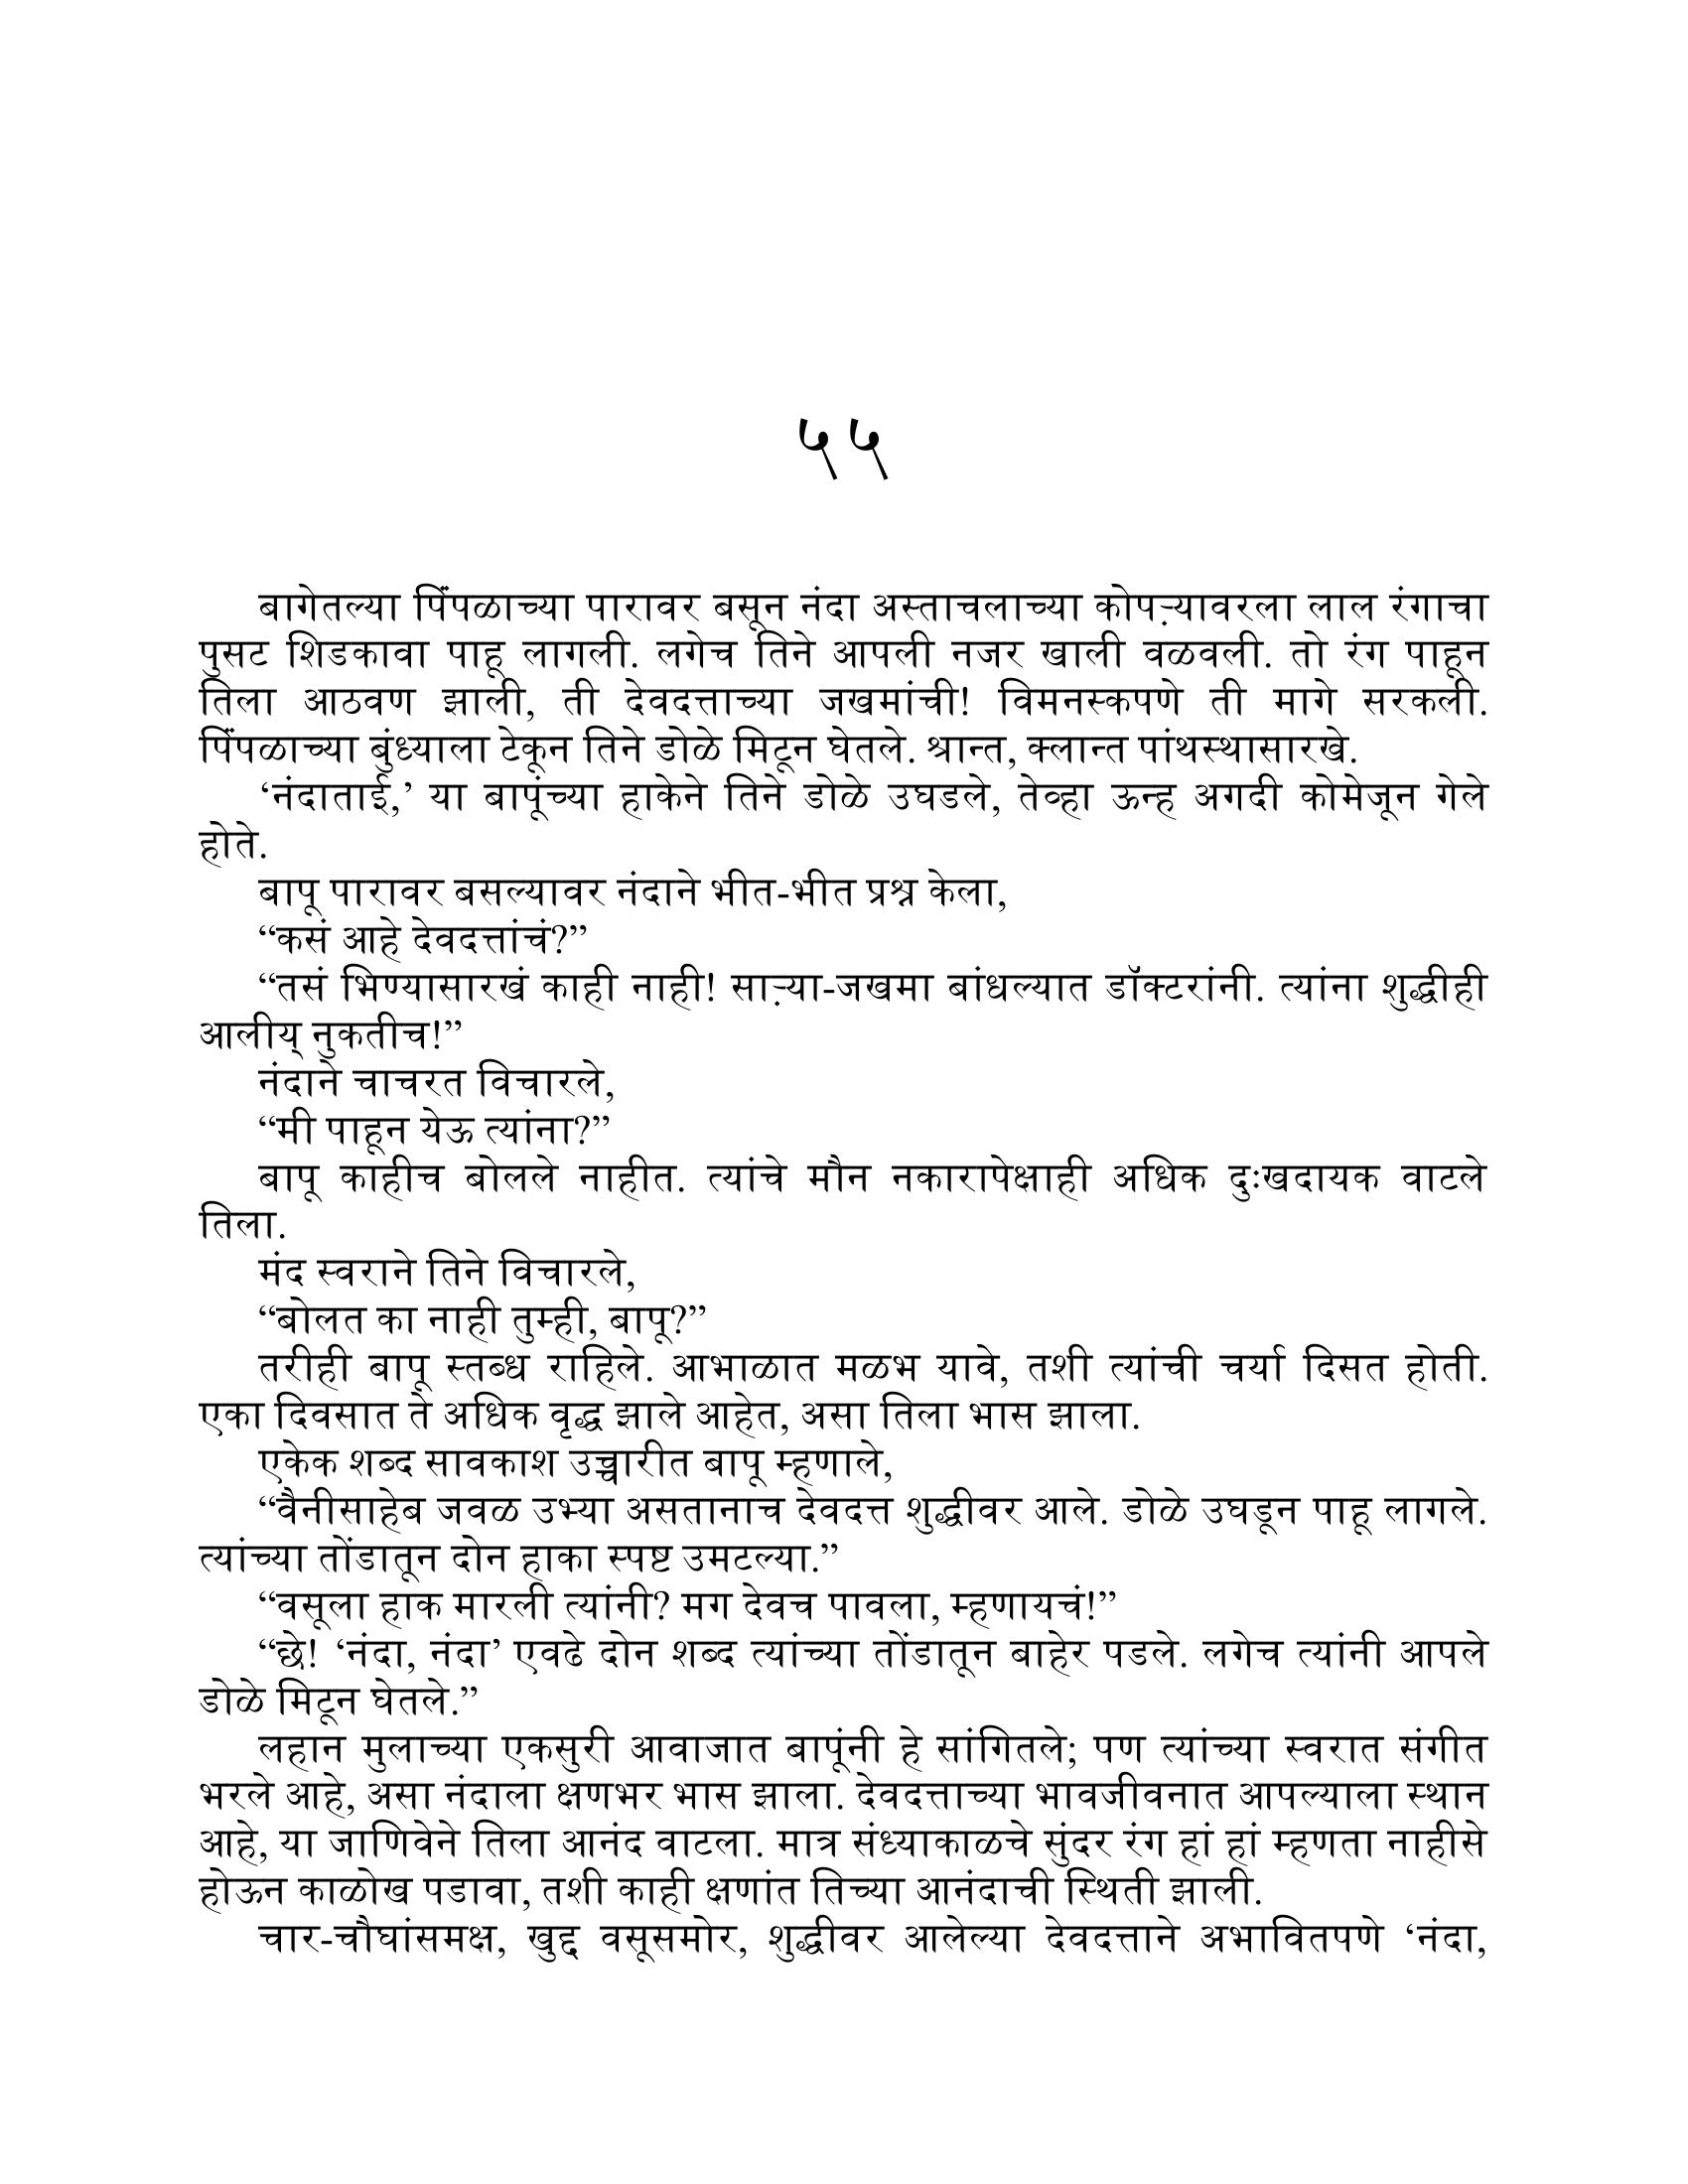 ५५
बागेतल्या पिंपळाच्या पारावर बसून नंदा अस्ताचलाच्या कोपऱ्यावरला लाल रंगाचा
पुसट शिडकावा पाहू लागली. लगेच तिने आपली नजर खाली वळवली. तो रंग पाहून
तिला आठवण झाली, ती देवदत्ताच्या जखमांची! विमनस्कपणे ती मागे सरकली.
पिंपळाच्या बुंध्याला टेकून तिने डोळे मिटून घेतले. श्रान्त, क्लान्त पांथस्थासारखे.
‘नंदाताई,’ या बापूंच्या हाकेने तिने डोळे उघडले, तेव्हा ऊन्ह अगदी कोमेजून गेले
होते.
बापू पारावर बसल्यावर नंदाने भीत-भीत प्रश्न केला,
“कसं आहे देवदत्तांचं?”
“तसं भिण्यासारखं काही नाही! साऱ्या-जखमा बांधल्यात डॉक्टरांनी. त्यांना शुद्धीही
आलीय् नुकतीच!”
नंदाने चाचरत विचारले,
“मी पाहून येऊ त्यांना?”
बापू काहीच बोलले नाहीत. त्यांचे मौन नकारापेक्षाही अधिक दुःखदायक वाटले
तिला.
मंद स्वराने तिने विचारले,
“बोलत का नाही तुम्ही, बापू?”
तरीही बापू स्तब्ध राहिले. आभाळात मळभ यावे, तशी त्यांची चर्या दिसत होती.
एका दिवसात ते अधिक वृद्ध झाले आहेत, असा तिला भास झाला.
एकेक शब्द सावकाश उच्चारीत बापू म्हणाले,
“वैनीसाहेब जवळ उभ्या असतानाच देवदत्त शुद्धीवर आले. डोळे उघडून पाहू लागले.
त्यांच्या तोंडातून दोन हाका स्पष्ट उमटल्या.”
“वसूला हाक मारली त्यांनी? मग देवच पावला, म्हणायचं!”
“छे! ‘नंदा, नंदा’ एवढे दोन शब्द त्यांच्या तोंडातून बाहेर पडले. लगेच त्यांनी आपले
डोळे मिटून घेतले.”
लहान मुलाच्या एकसुरी आवाजात बापूंनी हे सांगितले; पण त्यांच्या स्वरात संगीत
भरले आहे, असा नंदाला क्षणभर भास झाला. देवदत्ताच्या भावजीवनात आपल्याला स्थान
आहे, या जाणिवेने तिला आनंद वाटला. मात्र संध्याकाळचे सुंदर रंग हां हां म्हणता नाहीसे
होऊन काळोख पडावा, तशी काही क्षणांत तिच्या आनंदाची स्थिती झाली.
चार-चौघांसमक्ष, खुद्द वसूसमोर, शुद्धीवर आलेल्या देवदत्ताने अभावितपणे ‘नंदा,